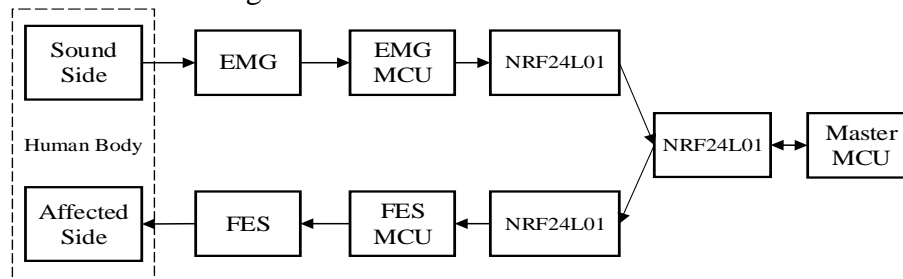 Sound
Side
EMG
EMG
MCU
NRF24L01
Human Body
NRF24L01
Master
MCU
Affected
Side
FES
FES
MCU
NRF24L01